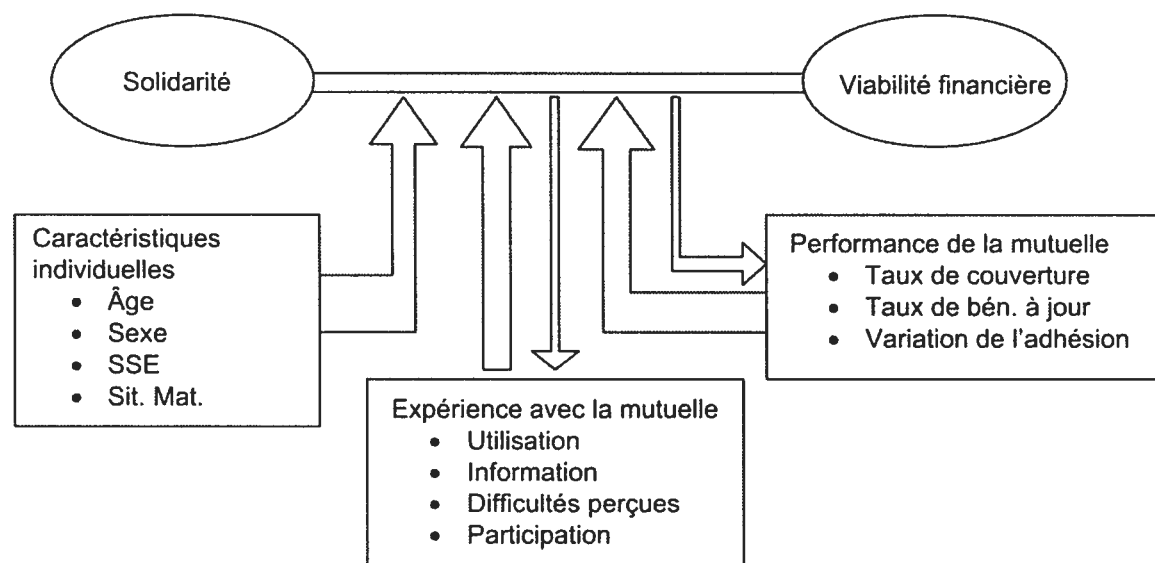 Solidarité
Viabilité financière
Caractéristiques
individuelles
• Âge
• Sexe
• SSE
• Sit. Mat.
Performance de la mutuelle
• Taux de couverture
• Taux de bén. à jour
• Variation de l'adhésion
Expérience avec la mutuelle
• Utilisation
• Information
• Difficultés perçues
• Participation